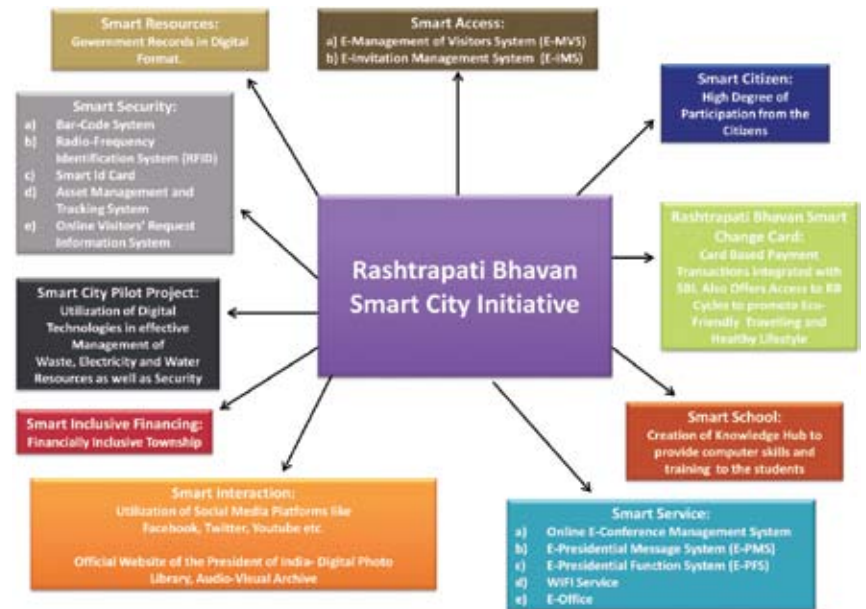 Smart Resources:
Government Records in Digital
Format.
Smart Access:
a) E-Management of Visitors System (E-MVS)
b) E-Invitation Management System (E-IMS)
Smart Citizen:
High Degree of
Participation from the
Citizens
Smart Security:
a) Bar-Code System
b) Radio-Frequency
Identification System (RFID)
c) Smart Id Card
d) Asset Management and
Tracking System
e) Online Visitors' Request
Information System
Rashtrapati Bhavan
Smart City Initiative
Rashtrapati Bhavan Smart
Change Card:
Card Based Payment
Transactions integrated with
SBI. Also Offers Access to RB
Cycles to promote Eco-
Friendly Travelling and
Healthy Lifestyle
Smart City Pilot Project:
Utilization of Digital
Technologies in effective
Management of
Waste, Electricity and Water
Resources as well as Security
Smart Inclusive Financing:
Financially Inclusive Township
Smart School:
Creation of Knowledge Hub to
provide computer skills and
training to the students
Smart Interaction:
Utilization of Social Media Platforms like
Facebook, Twitter, Youtube etc.
Official Website of the President of India- Digital Photo
Library, Audio-Visual Archive
Smart Service:
a) Online E-Conference Management System
b) E-Presidential Message System (E-PMS)
c) E-Presidential Function System (E-PFS)
d) WIFI Service
e) E-Office